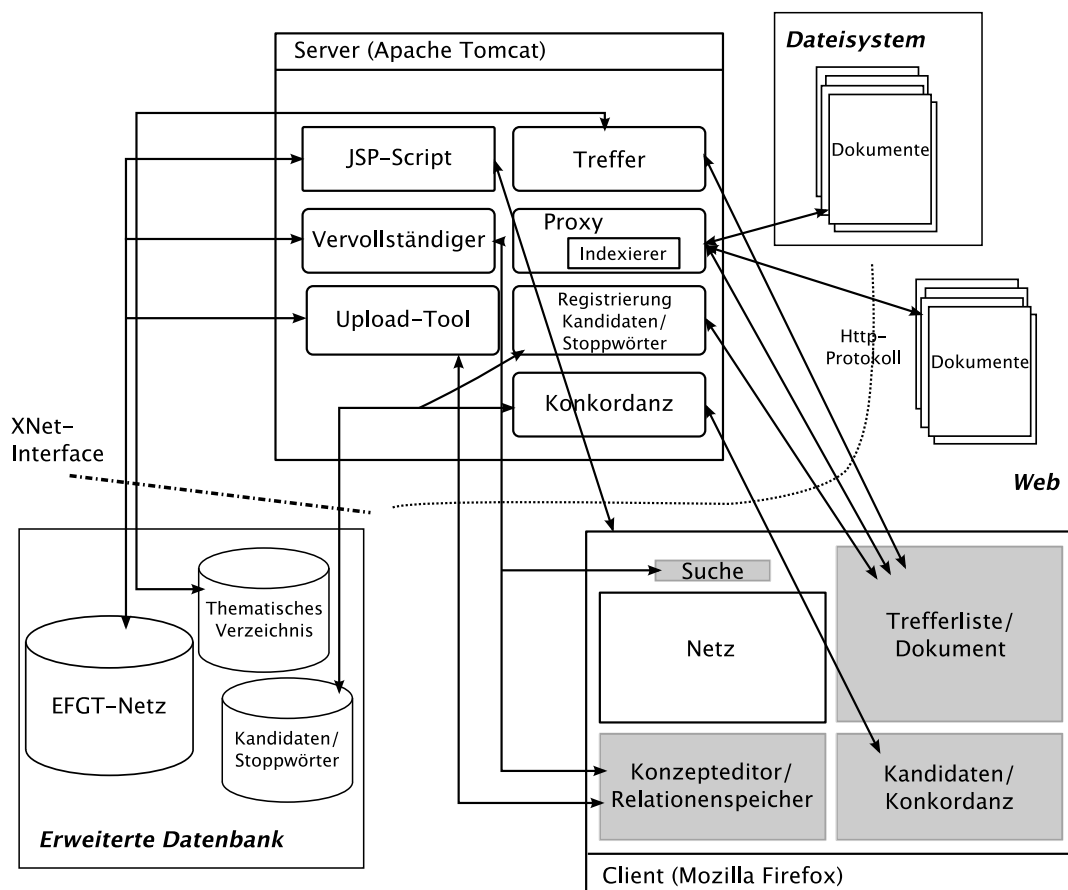 Server (Apache Tomcat)
JSP-Script
Treffer
Vervollständiger
Proxy
Indexierer
Upload-Tool
Registrierung
Kandidaten/
Stoppwörter
Konkordanz
Dateisystem
Dokumente
Http-
Protokoll
Dokumente
Web
XNet-
Interface
Thematisches
Verzeichnis
EFGT-Netz
Kandidaten/
Stoppwörter
Erweiterte Datenbank
Suche
Netz
Trefferliste/
Dokument
Konzepteditor/
Relationenspeicher
Kandidaten/
Konkordanz
Client (Mozilla Firefox)